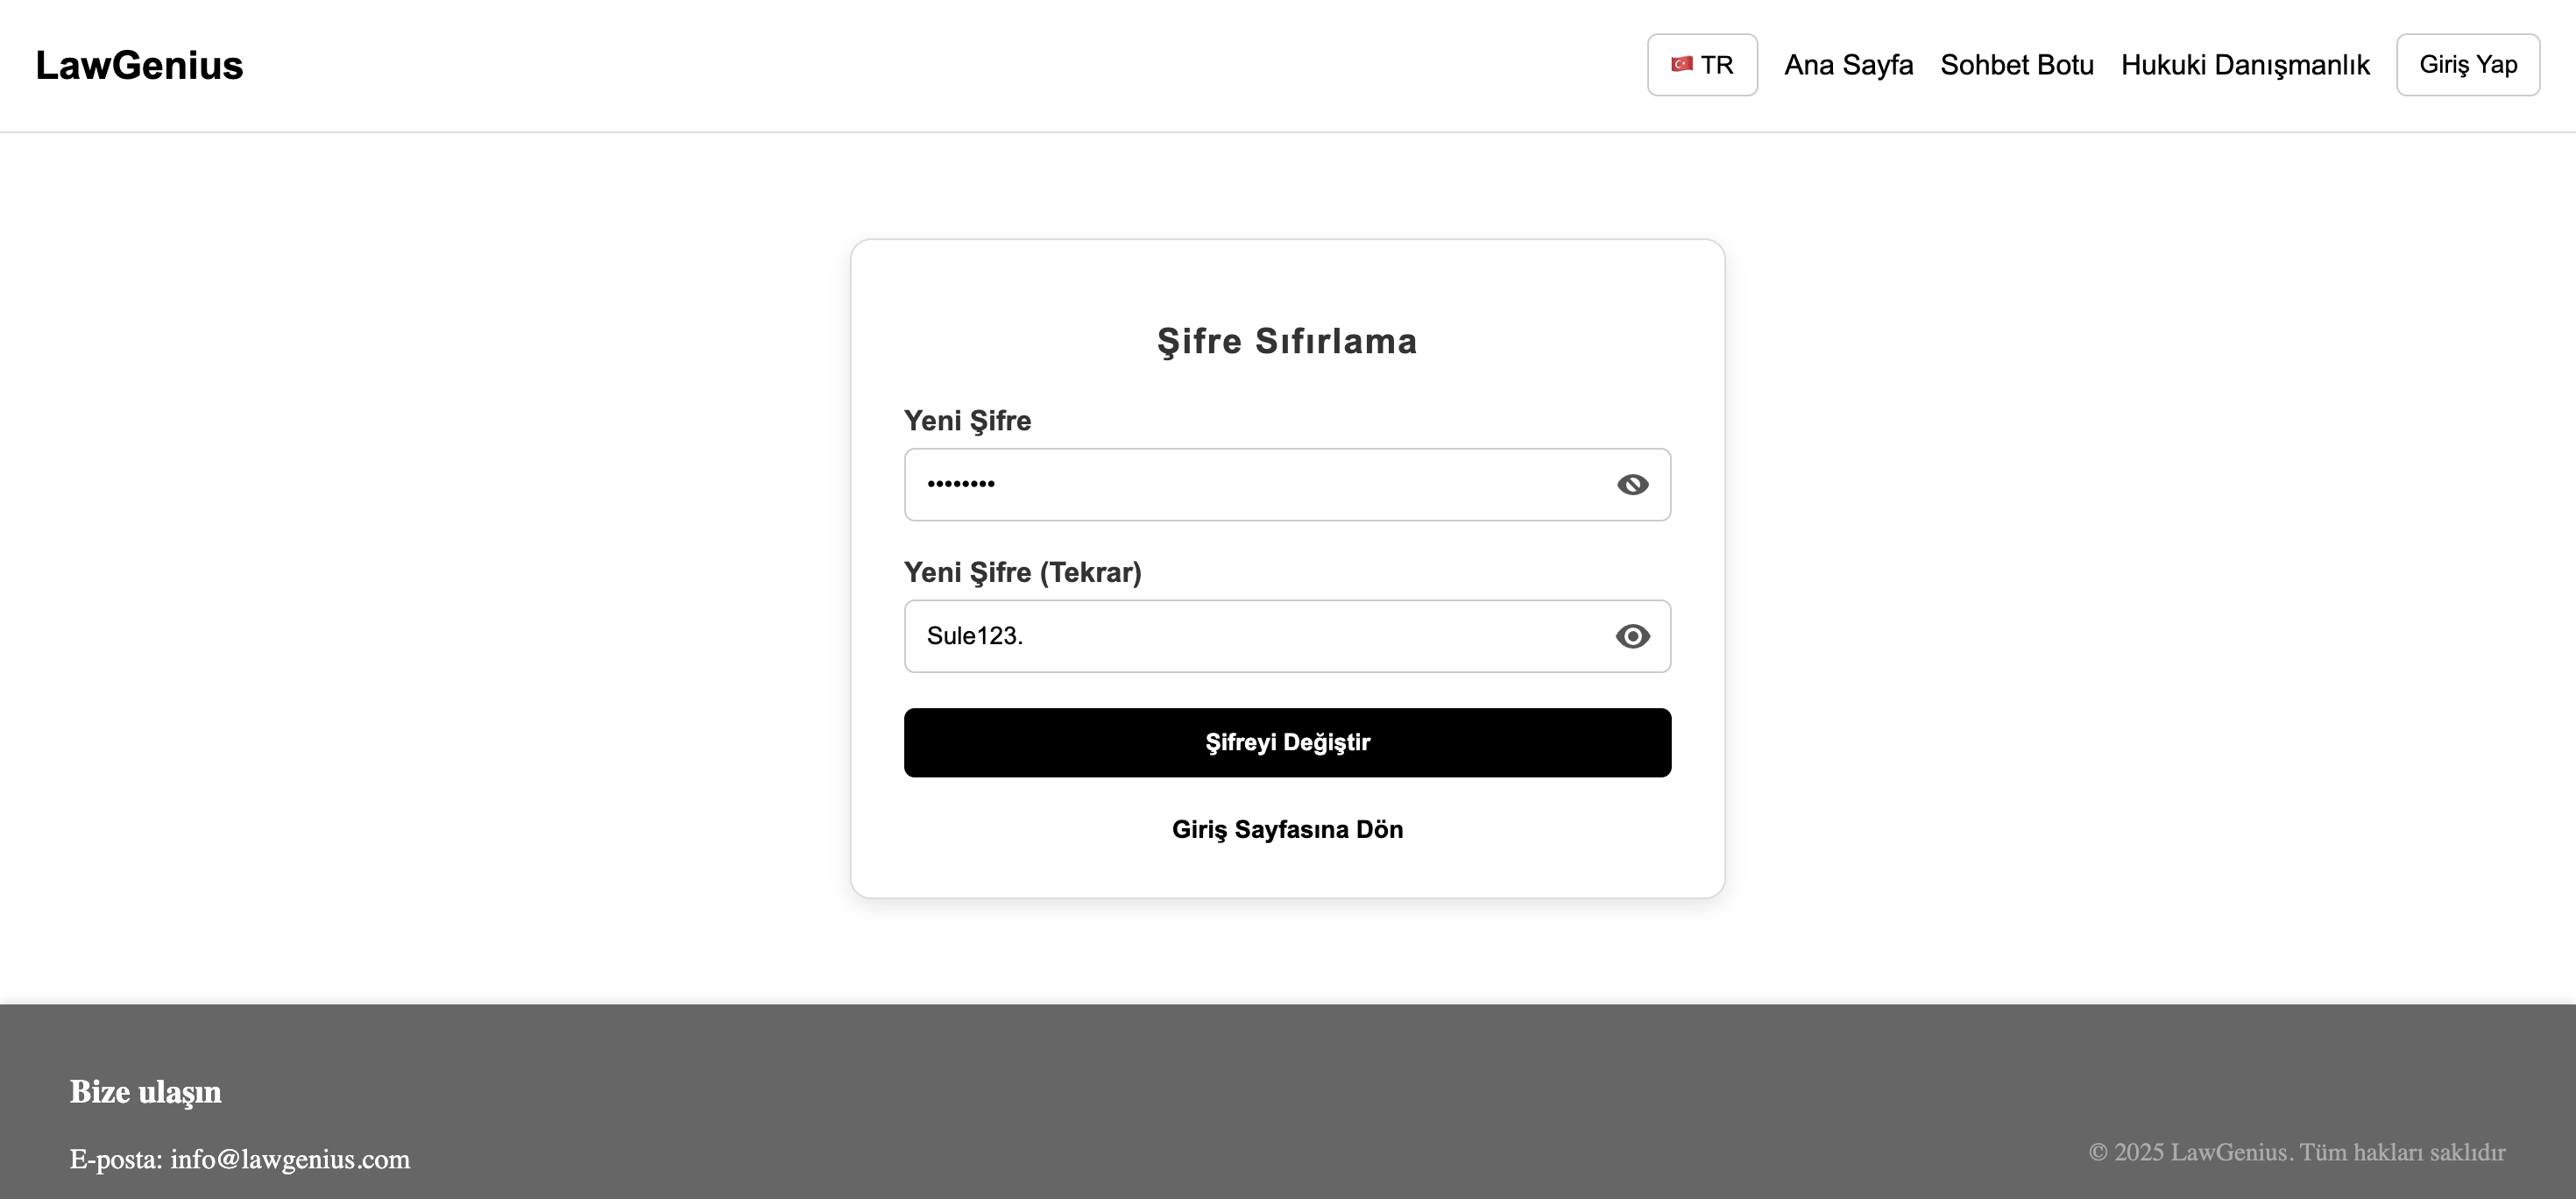 LawGenius
TR
Ana Sayfa
Sohbet Botu
Hukuki Danışmanlık
Giriş Yap
Şifre Sıfırlama
Yeni Şifre
••••••••
Yeni Şifre (Tekrar)
Sule123.
Şifreyi Değiştir
Giriş Sayfasına Dön
Bize ulaşın
E-posta: info@lawgenius.com
© 2025 LawGenius. Tüm hakları saklıdır